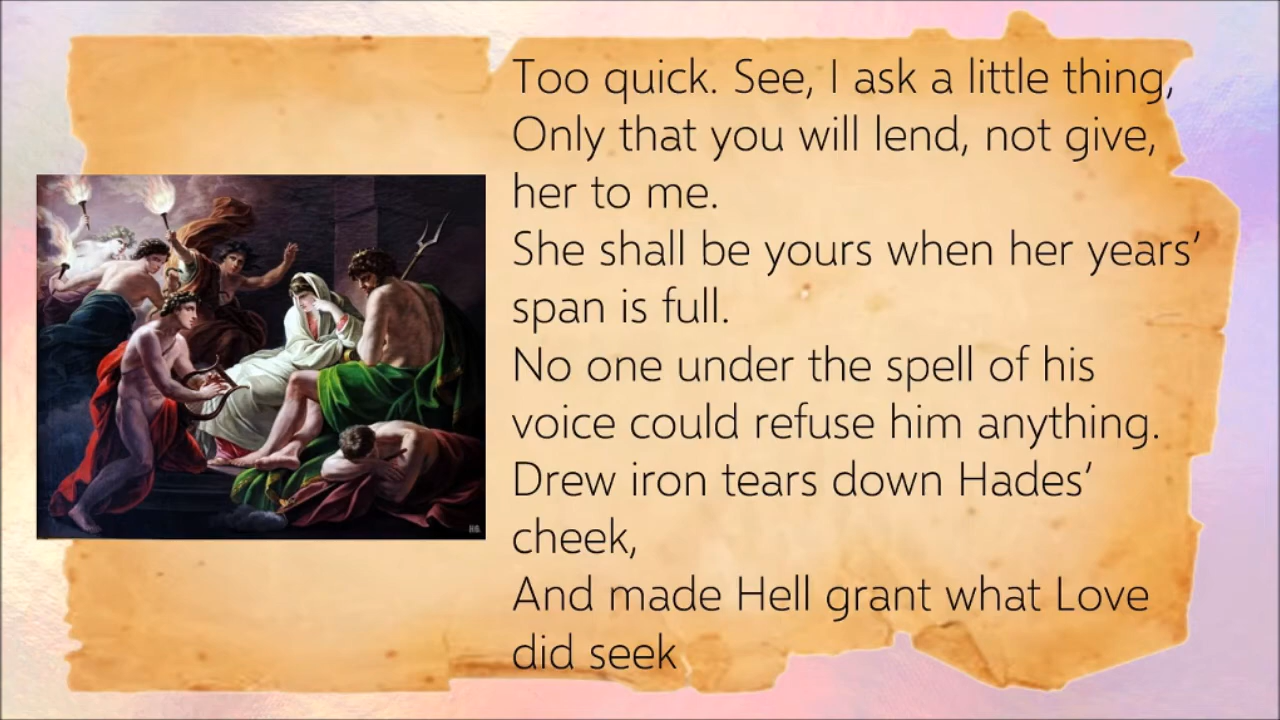 Too quick. See, I ask a little thing,
Only that you will lend, not give,
her to me.
She shall be yours when her years’
span is full.
No one under the spell of his
voice could refuse him anything.
Drew iron tears down Hades’
cheek,
And made Hell grant what Love
did seek